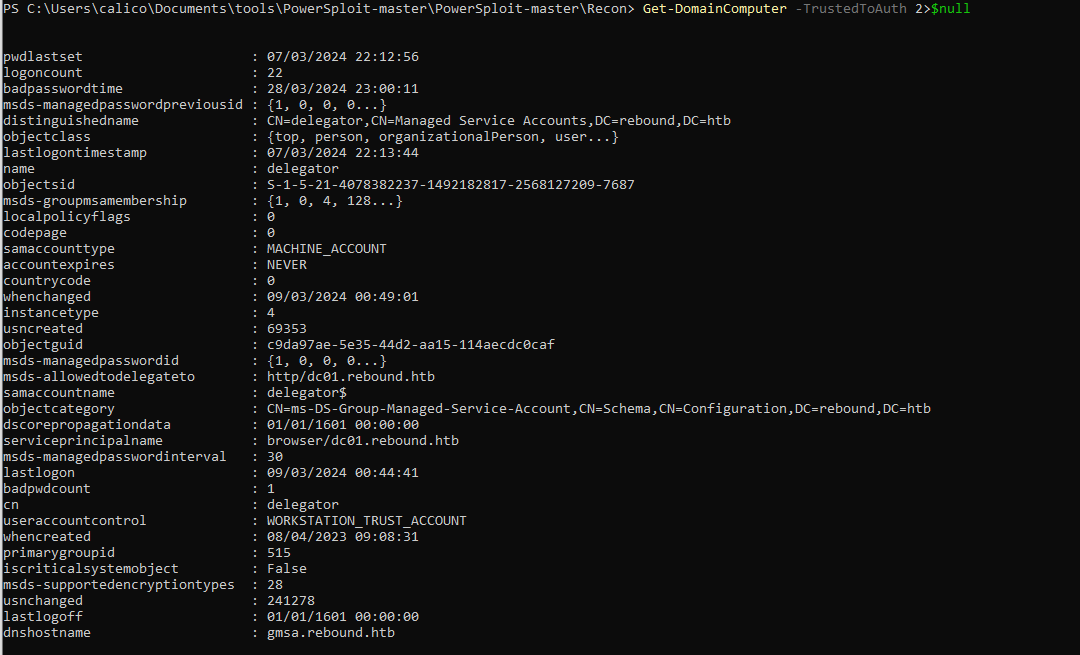 PS C:\Users\calico\Documents\tools\PowerSploit-master\PowerSploit-master\Recon> Get-DomainComputer -TrustedToAuth 2>$null
pwdlastset : 07/03/2024 22:12:56
logoncount : 22
badpasswordtime : 28/03/2024 23:00:11
msds-managedpasswordpreviousid : {1, 0, 0, 0...}
distinguishedname : CN=delegator,CN=Managed Service Accounts,DC=rebound,DC=htb
objectclass : {top, person, organizationalPerson, user...}
lastlogontimestamp : 07/03/2024 22:13:44
name : delegator
objectsid : S-1-5-21-4078382237-1492182817-2568127209-7687
msds-groupmsamembership : {1, 0, 4, 128...}
localpolicyflags : 0
codepage : 0
samaccounttype : MACHINE_ACCOUNT
accountexpires : NEVER
countrycode : 0
whenchanged : 09/03/2024 00:49:01
instancetype : 4
usncreated : 69353
objectguid : c9da97ae-5e35-44d2-aa15-114aecdc0caf
msds-managedpasswordid : {1, 0, 0, 0...}
msds-allowedtodelegateto : http/dc01.rebound.htb
samaccountname : delegator$
objectcategory : CN=ms-DS-Group-Managed-Service-Account,CN=Schema,CN=Configuration,DC=rebound,DC=htb
dscorepropagationdata : 01/01/1601 00:00:00
serviceprincipalname : browser/dc01.rebound.htb
msds-managedpasswordinterval : 30
lastlogon : 09/03/2024 00:44:41
badpwdcount : 1
cn : delegator
useraccountcontrol : WORKSTATION_TRUST_ACCOUNT
whencreated : 08/04/2023 09:08:31
primarygroupid : 515
iscriticalsystemobject : False
msds-supportedencryptiontypes : 28
usnchanged : 241278
lastlogoff : 01/01/1601 00:00:00
dnshostname : gmsa.rebound.htb